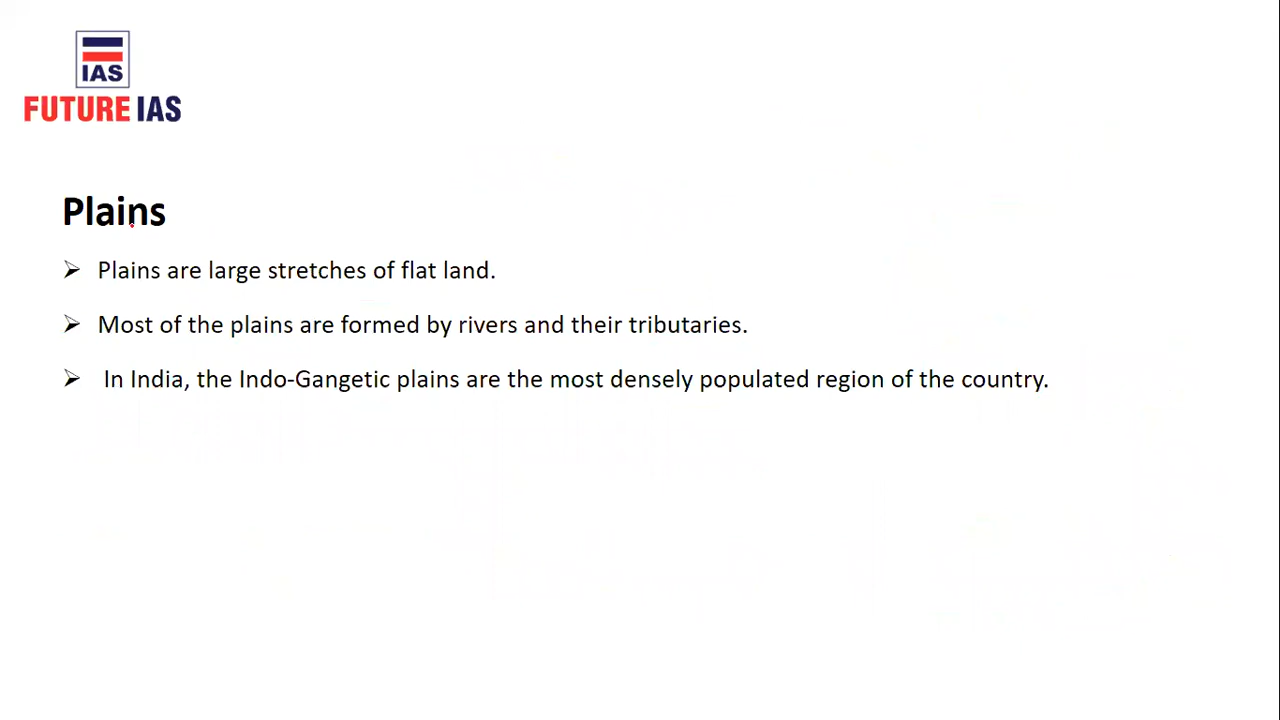 IAS
FUTURE IAS
Plains
➢ Plains are large stretches of flat land.
➢ Most of the plains are formed by rivers and their tributaries.
➢ In India, the Indo-Gangetic plains are the most densely populated region of the country.